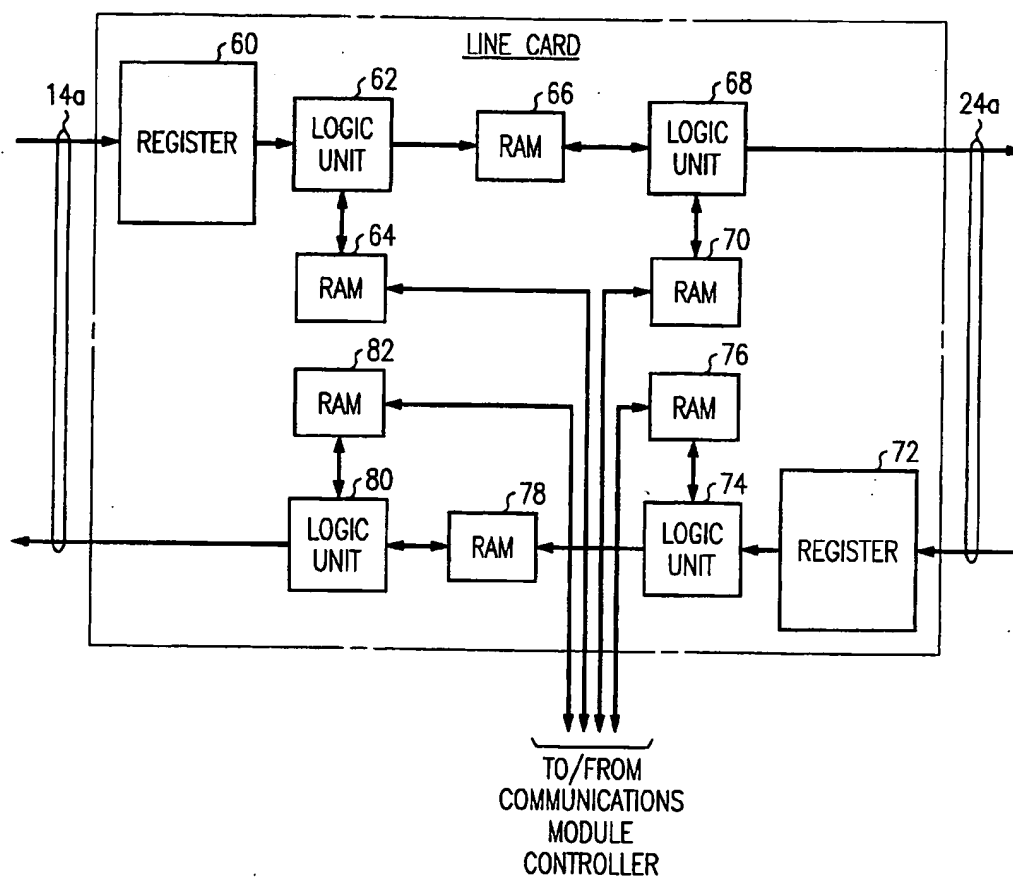 LINE CARD
14a
60
REGISTER
62
LOGIC
UNIT
66
RAM
68
LOGIC
UNIT
24a
64
RAM
70
RAM
82
RAM
76
RAM
80
LOGIC
UNIT
78
RAM
74
LOGIC
UNIT
72
REGISTER
TO/FROM
COMMUNICATIONS
MODULE
CONTROLLER